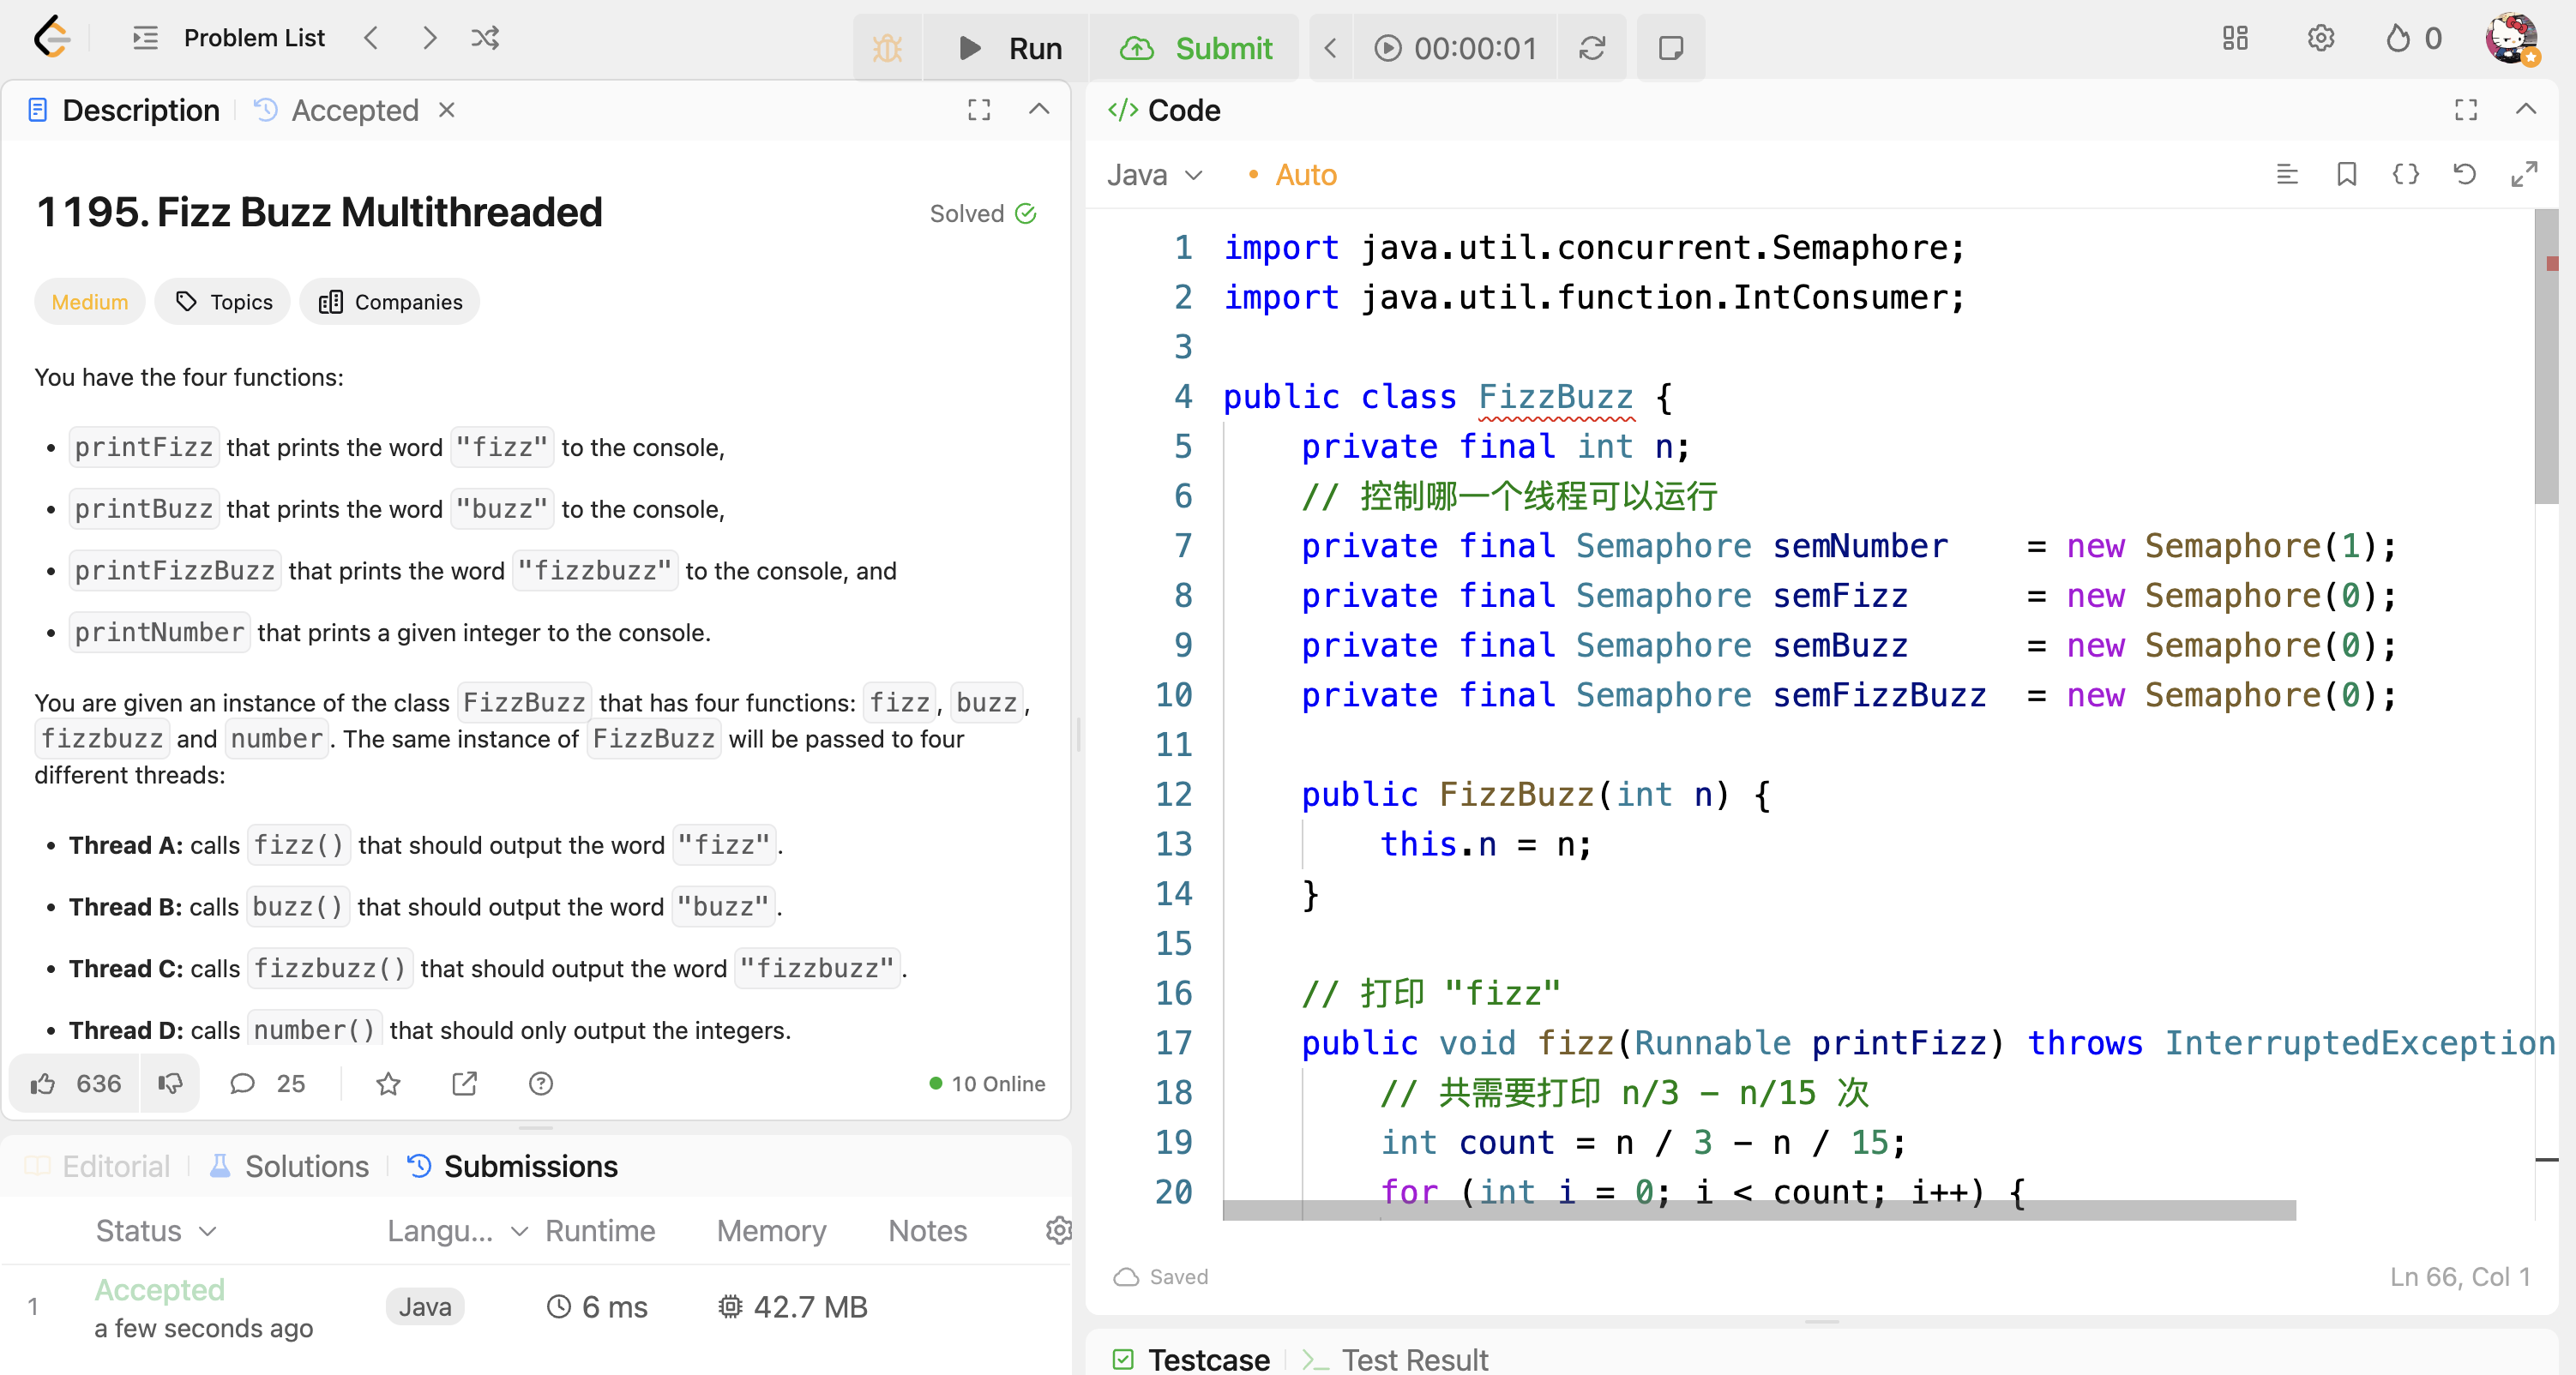 Problem List
Run
Submit
00:00:01
0
Description
Accepted
1195. Fizz Buzz Multithreaded
Solved
Medium
Topics
Companies
You have the four functions:
• printFizz that prints the word "fizz" to the console,
• printBuzz that prints the word "buzz" to the console,
• printFizzBuzz that prints the word "fizzbuzz" to the console, and
• printNumber that prints a given integer to the console.
You are given an instance of the class FizzBuzz that has four functions: fizz, buzz,
fizzbuzz and number. The same instance of FizzBuzz will be passed to four
different threads:
• Thread A: calls fizz() that should output the word "fizz".
• Thread B: calls buzz() that should output the word "buzz".
• Thread C: calls fizzbuzz() that should output the word "fizzbuzz".
• Thread D: calls number() that should only output the integers.
636
25
10 Online
Editorial
Solutions
Submissions
Status
Langu...
Runtime
Memory
Notes
1
Accepted
a few seconds ago
Java
6 ms
42.7 MB
</> Code
Java
• Auto
1 import java.util.concurrent.Semaphore;
2 import java.util.function.IntConsumer;
3
4 public class FizzBuzz {
5 private final int n;
6 // 控制哪一个线程可以运行
7 private final Semaphore semNumber = new Semaphore(1);
8 private final Semaphore semFizz = new Semaphore(0);
9 private final Semaphore semBuzz = new Semaphore(0);
10 private final Semaphore semFizzBuzz = new Semaphore(0);
11
12 public FizzBuzz(int n) {
13 this.n = n;
14 }
15
16 // 打印 "fizz"
17 public void fizz(Runnable printFizz) throws InterruptedException
18 // 共需要打印 n/3 - n/15 次
19 int count = n / 3 - n / 15;
20 for (int i = 0; i < count; i++) {
Saved
Ln 66, Col 1
Testcase
Test Result